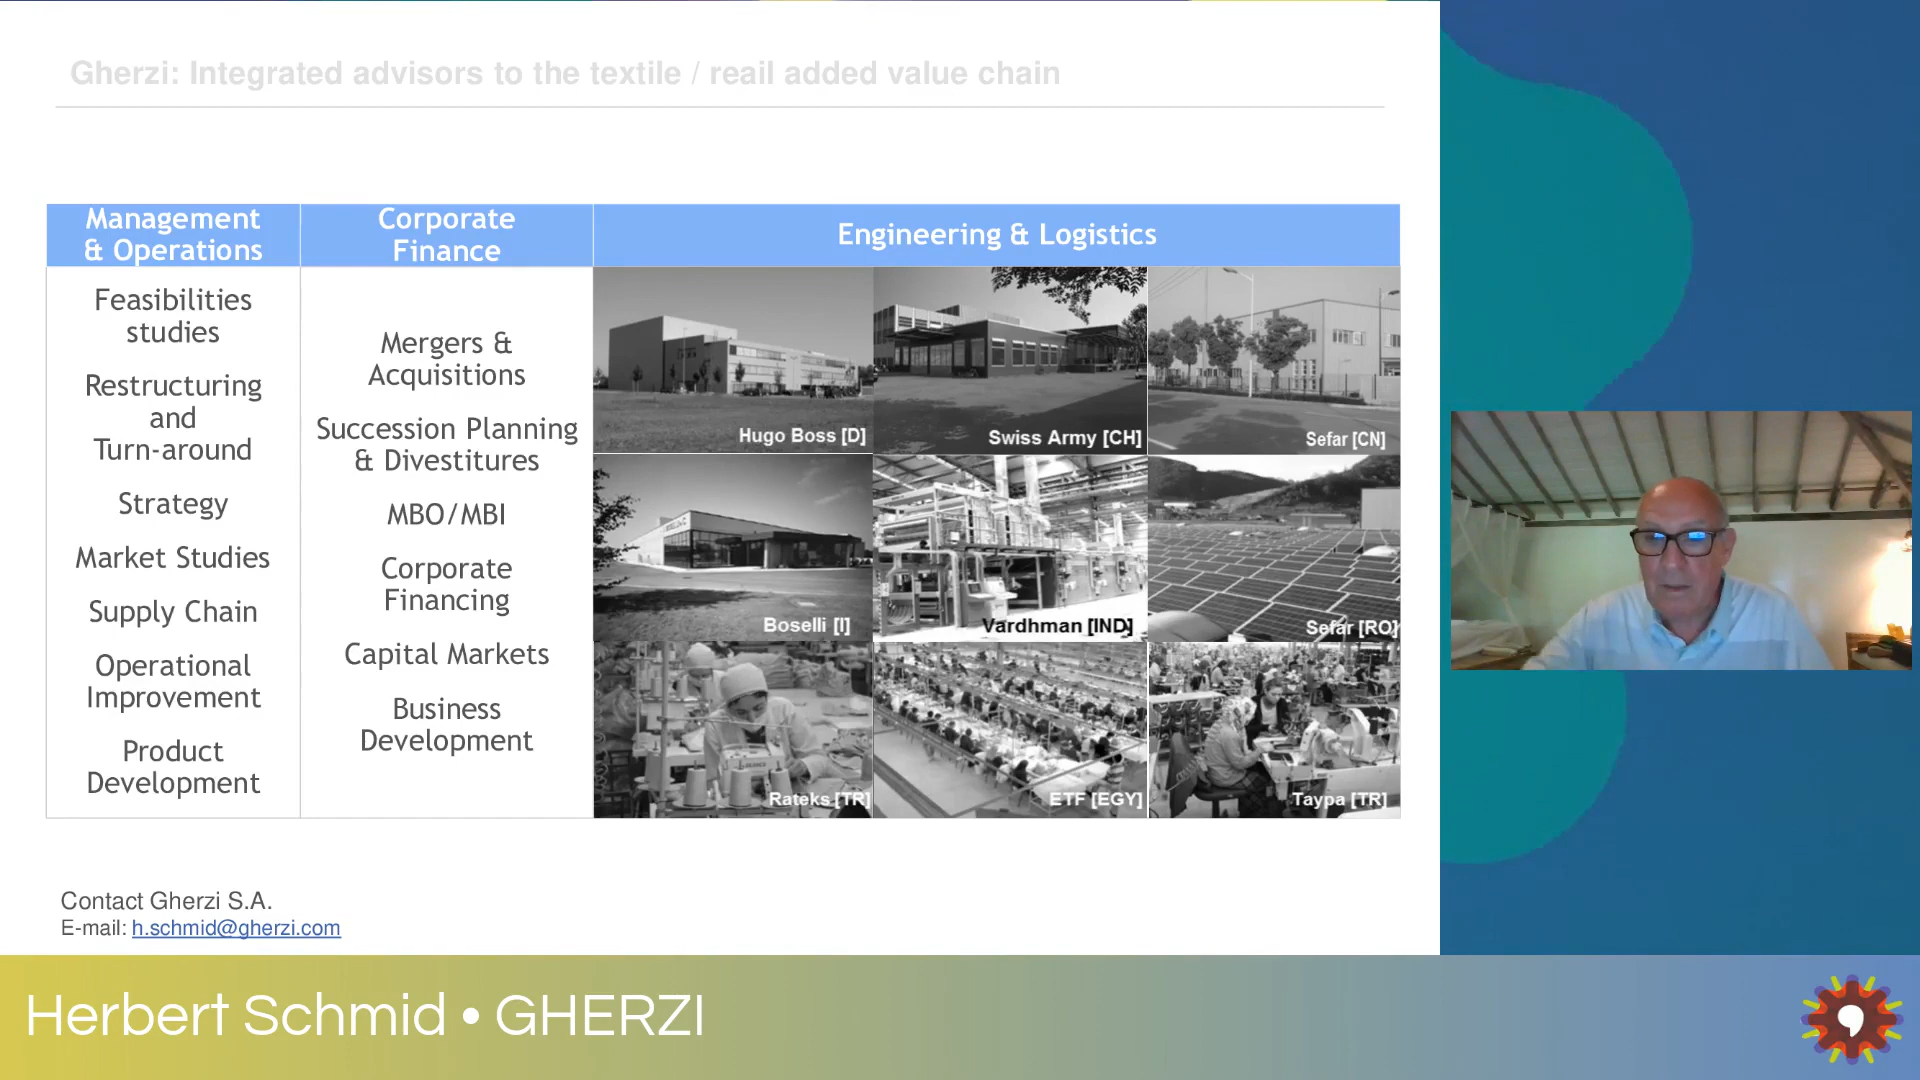 Gherzi: Integrated advisors to the textile / reail added value chain
Management
& Operations
Corporate
Finance
Engineering & Logistics
Feasibilities
studies
Restructuring
and
Turn-around
Strategy
Market Studies
Supply Chain
Operational
Improvement
Product
Development
Mergers &
Acquisitions
Succession Planning
& Divestitures
MBO/MBI
Corporate
Financing
Capital Markets
Business
Development
Hugo Boss [D]
Swiss Army [CH]
Sefar [CN]
Boselli [I]
Vardhman [IND]
Sefar [RO]
Rateks [TR]
ETF [EGY]
Taypa [TR]
Contact Gherzi S.A.
E-mail: h.schmid@gherzi.com
Herbert Schmid • GHERZI